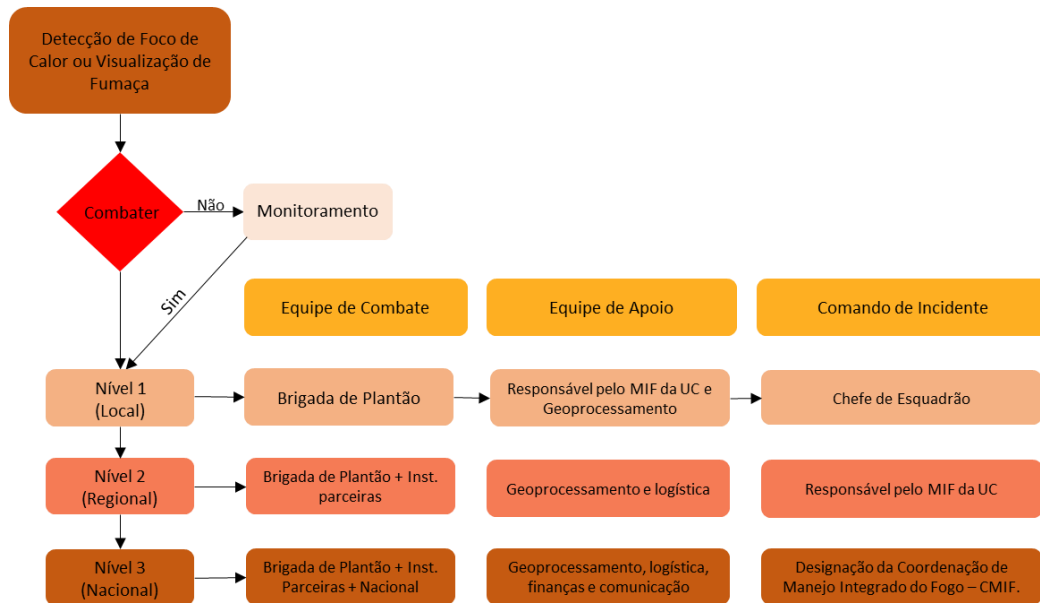 Detecção de Foco de
Calor ou Visualização de
Fumaça
Combater
Não
Monitoramento
Sim
Equipe de Combate
Equipe de Apoio
Comando de Incidente
Nível 1
(Local)
Brigada de Plantão
Responsável pelo MIF da UC e
Geoprocessamento
Chefe de Esquadrão
Nível 2
(Regional)
Brigada de Plantão + Inst.
parceiras
Geoprocessamento e logística
Responsável pelo MIF da UC
Nível 3
(Nacional)
Brigada de Plantão + Inst.
Parceiras + Nacional
Geoprocessamento, logística,
finanças e comunicação
Designação da Coordenação de
Manejo Integrado do Fogo – CMIF.